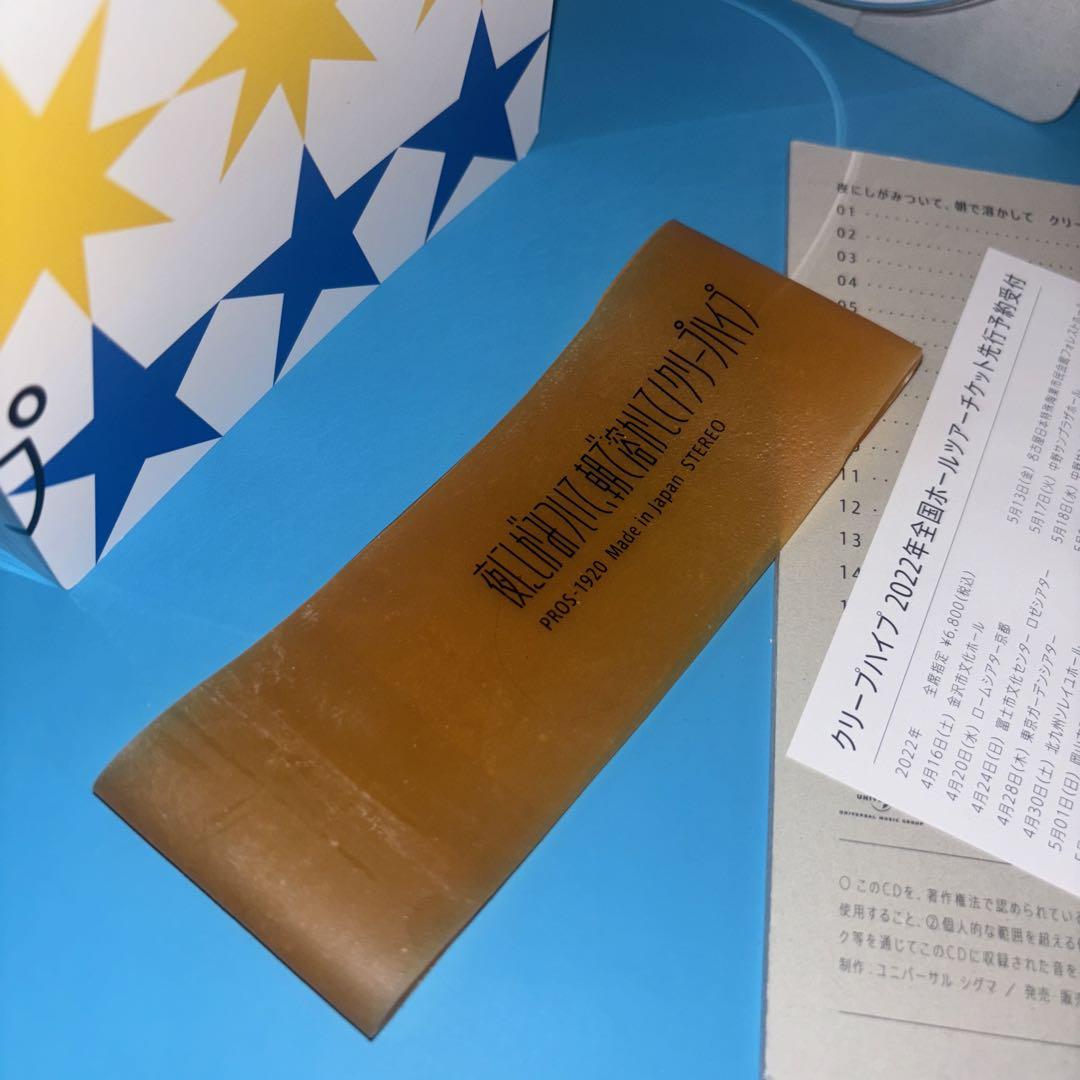 夜にしがみついて、朝で溶かして / クリープハイプ
PROS-1920 Made in Japan STEREO
夜にしがみついて、朝で溶かして クリー
01
02
03
04
05
11
12
13
14
クリープハイプ 2022年全国ホールツアーチケット先行予約受付
2022年 全席指定 ¥6,800(税込)
4月16日(土) 金沢市文化ホール
4月20日(水) ロームシアター京都
4月24日(日) 富士市文化センター ロゼシアター
4月28日(木) 東京ガーデンシアター
4月30日(土) 北九州ソレイユホール
5月01日(日) 岡山市
5月13日(金) 名古屋日本特殊陶業市民会館フォレストホ
5月17日(火) 中野サンプラザホール
5月18日(水) 中野サン
UNIVERSAL MUSIC GROUP
○このCDを、著作権法で認められている
使用すること、②個人的な範囲を超える使
ク等を通じてこのCDに収録された音を
制作:ユニバーサル シグマ / 発売・販売